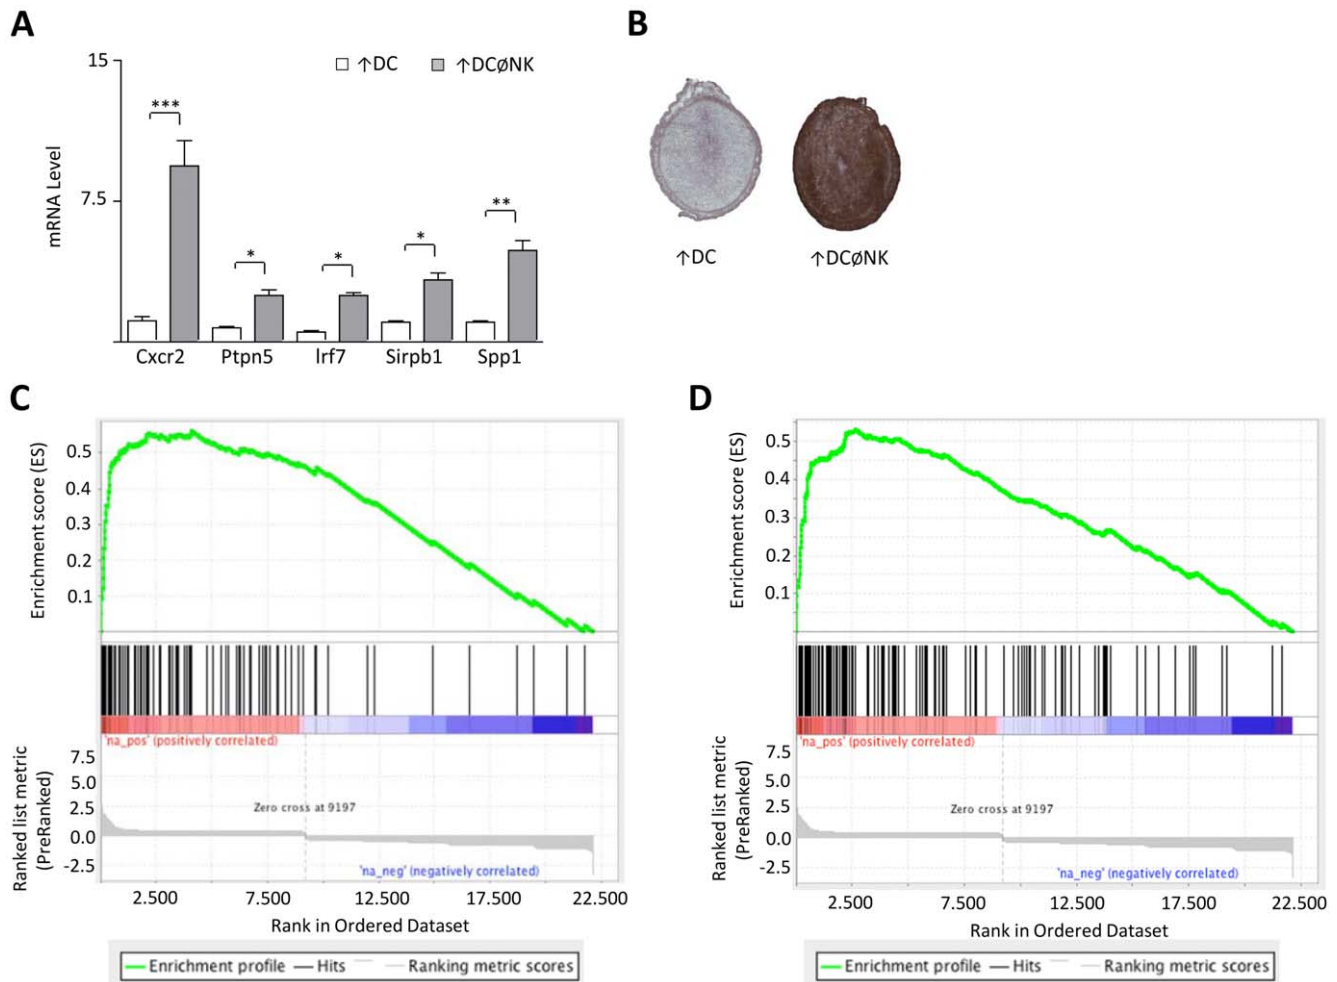 A
B
15
↑DC ↑DCøNK
***
mRNA Level
7.5
**
*
*
*
↑DC ↑DCøNK
Cxcr2 Ptpn5 Irf7 Sirpb1 Spp1
C
D
Enrichment score (ES)
0.5
0.4
0.3
0.2
0.1
'na_pos' (positively correlated)
Ranked list metric
(PreRanked)
7.5
5.0
2.5
0.0
-2.5
Zero cross at 9197
'na_neg' (negatively correlated)
2.500 7.500 12.500 17.500 22.500
Rank in Ordered Dataset
Enrichment profile Hits Ranking metric scores
Enrichment score (ES)
0.5
0.4
0.3
0.2
0.1
'na_pos' (positively correlated)
Ranked list metric
(PreRanked)
7.5
5.0
2.5
0.0
-2.5
Zero cross at 9197
'na_neg' (negatively correlated)
2.500 7.500 12.500 17.500 22.500
Rank in Ordered Dataset
Enrichment profile Hits Ranking metric scores